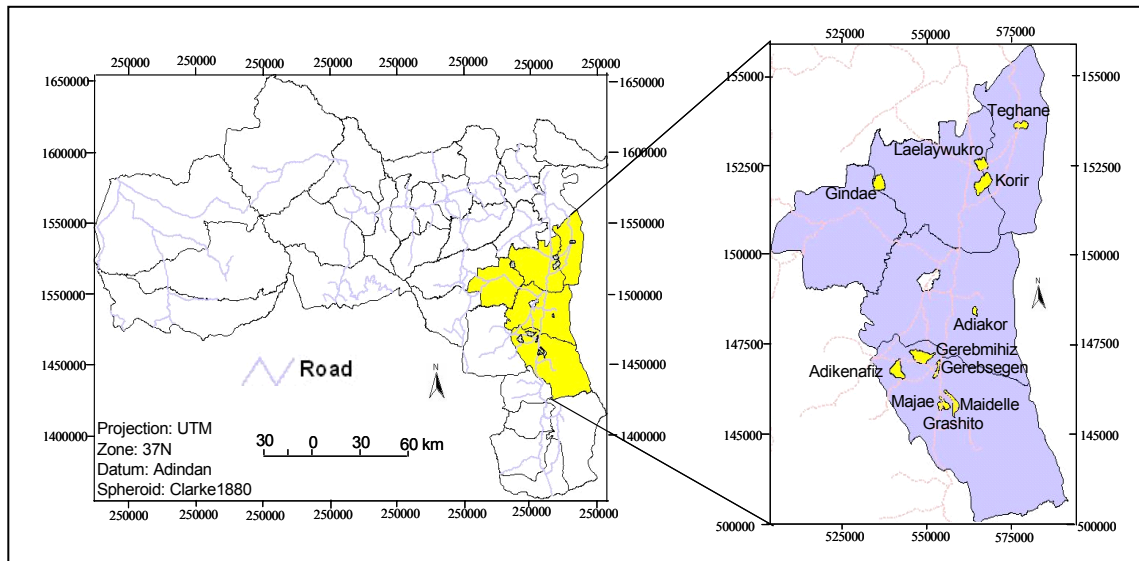 250000 250000 250000 250000 250000 250000 250000 250000
1650000 1650000
1600000 1600000
1550000 1550000
1550000 1500000
1450000 1450000
1400000 1400000
Road
N
Projection: UTM
Zone: 37N
Datum: Adindan
Spheroid: Clarke1880
30 0 30 60 km
250000 250000 250000 250000 250000 250000 250000 250000
525000 550000 575000
155000 155000
152500 152500
150000 150000
147500 147500
145000 145000
500000 500000
Teghane
Laelaywukro
Korir
Gindae
N
Adiakor
Gerebmihiz
Adikenafiz
Gerebsegen
Majae
Maidelle
Grashito
525000 550000 575000